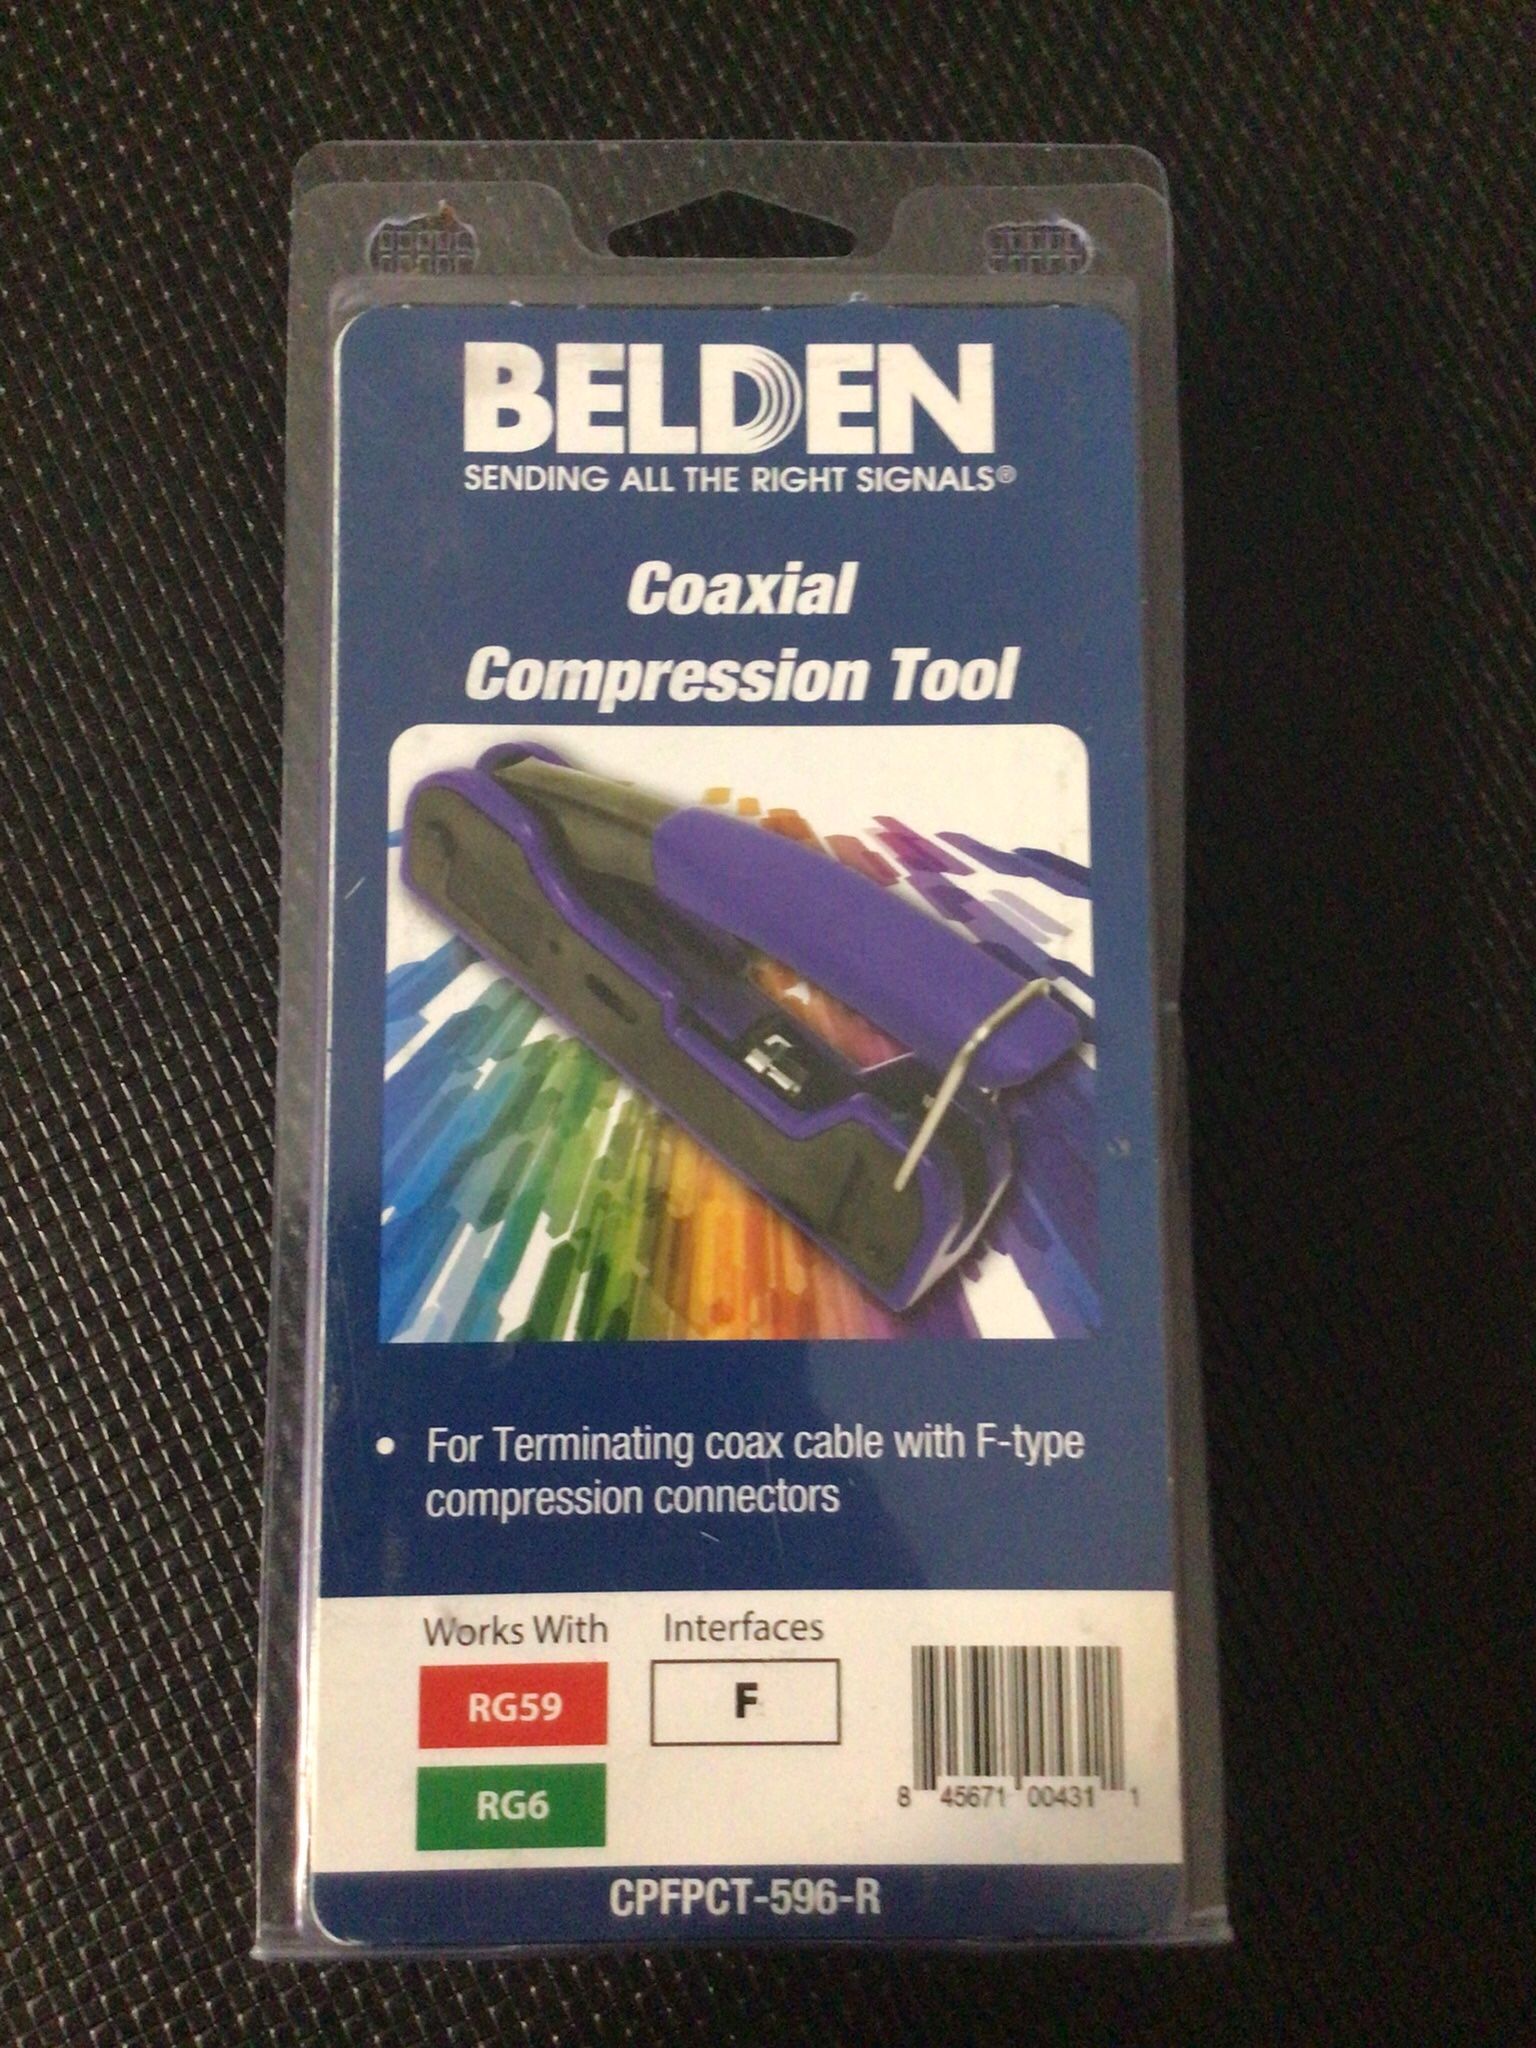 BELDEN
SENDING ALL THE RIGHT SIGNALS®
Coaxial
Compression Tool
• For Terminating coax cable with F-type
compression connectors
Works With
Interfaces
RG59
F
RG6
8 45671 00431 1
CPFPCT-596-R